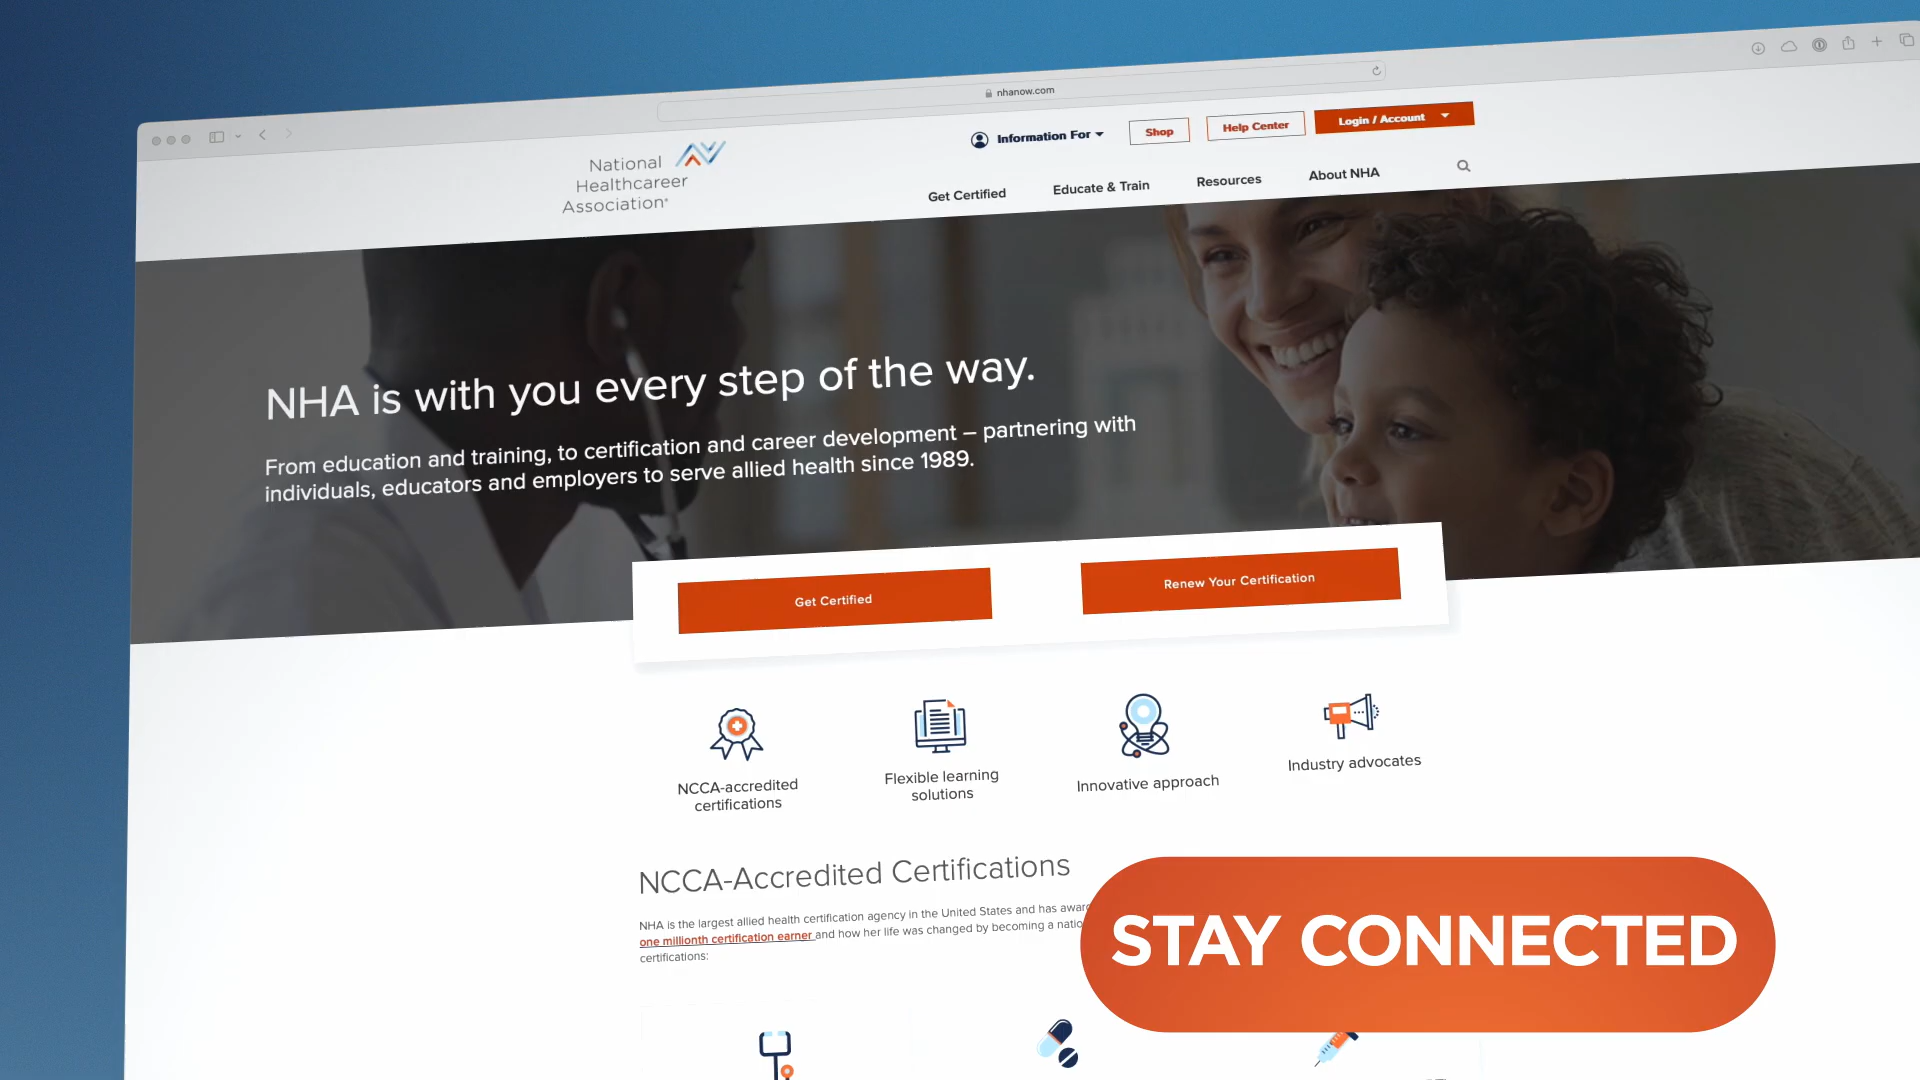 nhanow.com
National
Healthcareer
Association®
Information For
Shop
Help Center
Login / Account
Get Certified
Educate & Train
Resources
About NHA
NHA is with you every step of the way.
From education and training, to certification and career development – partnering with
individuals, educators and employers to serve allied health since 1989.
Get Certified
Renew Your Certification
NCCA-accredited
certifications
Flexible learning
solutions
Innovative approach
Industry advocates
NCCA-Accredited Certifications
NHA is the largest allied health certification agency in the United States and has
one millionth certification earner and how her life was changed by becoming a
certifications:
STAY CONNECTED